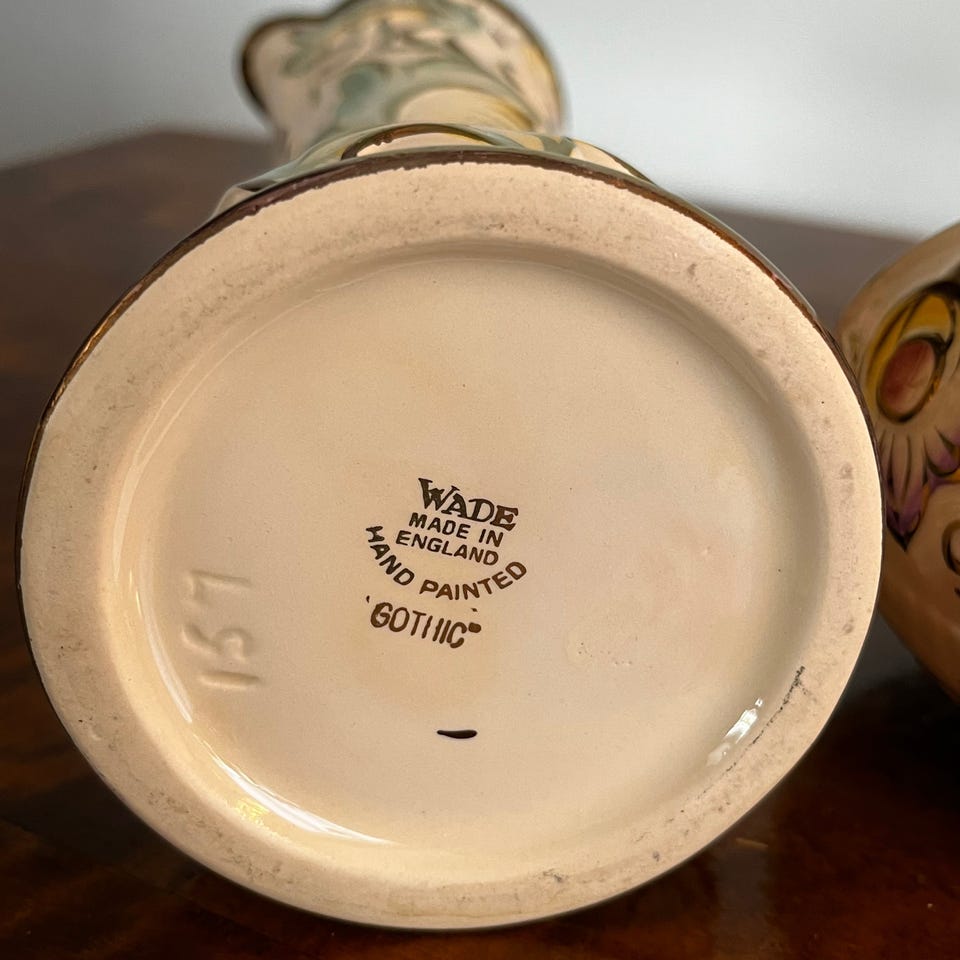 WADE
MADE IN
ENGLAND
HAND PAINTED
'GOTHIC'
157